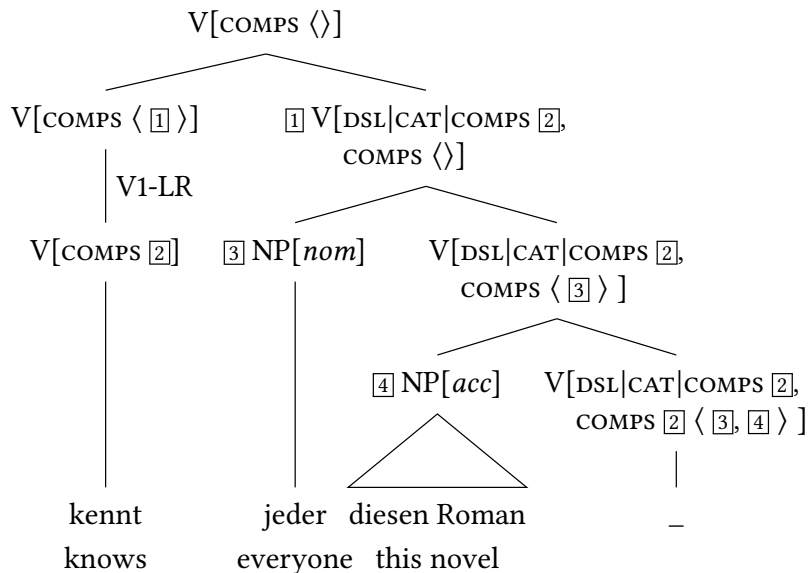 V[COMPS ⟨⟩]
V[COMPS ⟨ 1 ⟩] 1 V[DSL|CAT|COMPS 2,
COMPS ⟨⟩]
V1-LR
V[COMPS 2] 3 NP[nom] V[DSL|CAT|COMPS 2,
COMPS ⟨ 3 ⟩ ]
4 NP[acc] V[DSL|CAT|COMPS 2,
COMPS 2 ⟨ 3, 4 ⟩ ]
kennt jeder diesen Roman _
knows everyone this novel